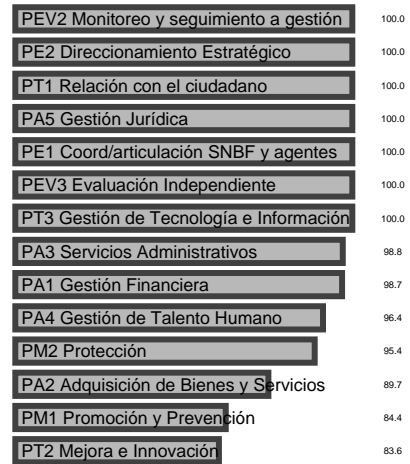 PEV2 Monitoreo y seguimiento a gestión 100.0
PE2 Direccionamiento Estratégico 100.0
PT1 Relación con el ciudadano 100.0
PA5 Gestión Jurídica 100.0
PE1 Coord/articulación SNBF y agentes 100.0
PEV3 Evaluación Independiente 100.0
PT3 Gestión de Tecnología e Información 100.0
PA3 Servicios Administrativos 98.8
PA1 Gestión Financiera 98.7
PA4 Gestión de Talento Humano 96.4
PM2 Protección 95.4
PA2 Adquisición de Bienes y Servicios 89.7
PM1 Promoción y Prevención 84.4
PT2 Mejora e Innovación 83.6